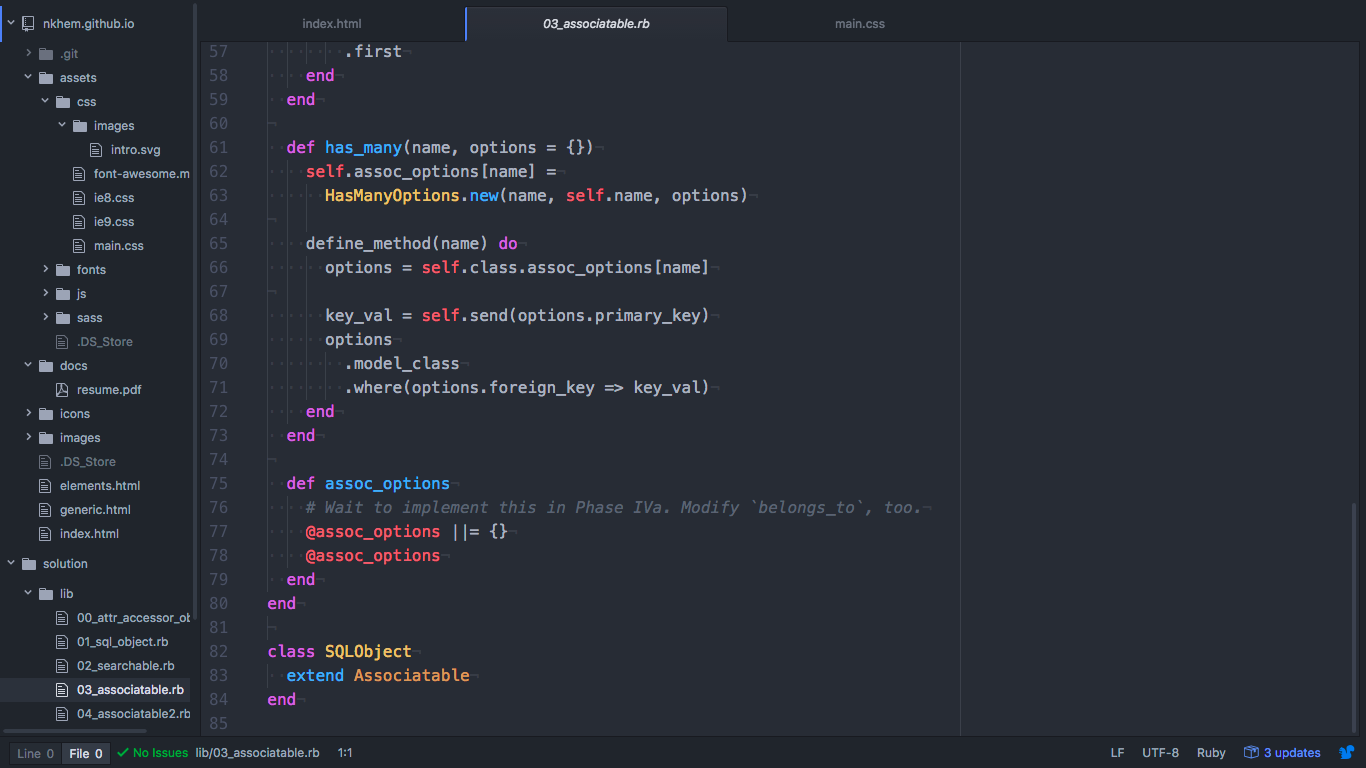 nkhem.github.io
.git
assets
css
images
intro.svg
font-awesome.m
ie8.css
ie9.css
main.css
fonts
js
sass
.DS_Store
docs
resume.pdf
icons
images
.DS_Store
elements.html
generic.html
index.html
solution
lib
00_attr_accessor_ob
01_sql_object.rb
02_searchable.rb
03_associatable.rb
04_associatable2.rb
index.html
03_associatable.rb
main.css
57 .first
58 end
59 end
60
61 def has_many(name, options = {})
62 self.assoc_options[name] =
63 HasManyOptions.new(name, self.name, options)
64
65 define_method(name) do
66 options = self.class.assoc_options[name]
67
68 key_val = self.send(options.primary_key)
69 options
70 .model_class
71 .where(options.foreign_key => key_val)
72 end
73 end
74
75 def assoc_options
76 # Wait to implement this in Phase IVa. Modify `belongs_to`, too.
77 @assoc_options ||= {}
78 @assoc_options
79 end
80 end
81
82 class SQLObject
83 extend Associatable
84 end
85
Line 0 File 0 No Issues lib/03_associatable.rb 1:1 LF UTF-8 Ruby 3 updates